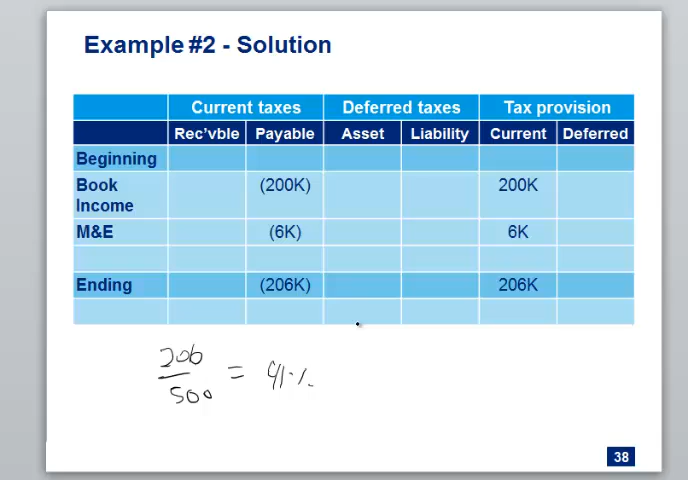 Example #2 - Solution
Current taxes Deferred taxes Tax provision
Rec'vble Payable Asset Liability Current Deferred
Beginning
Book Income (200K) 200K
M&E (6K) 6K
Ending (206K) 206K
206
500
= 41%
38